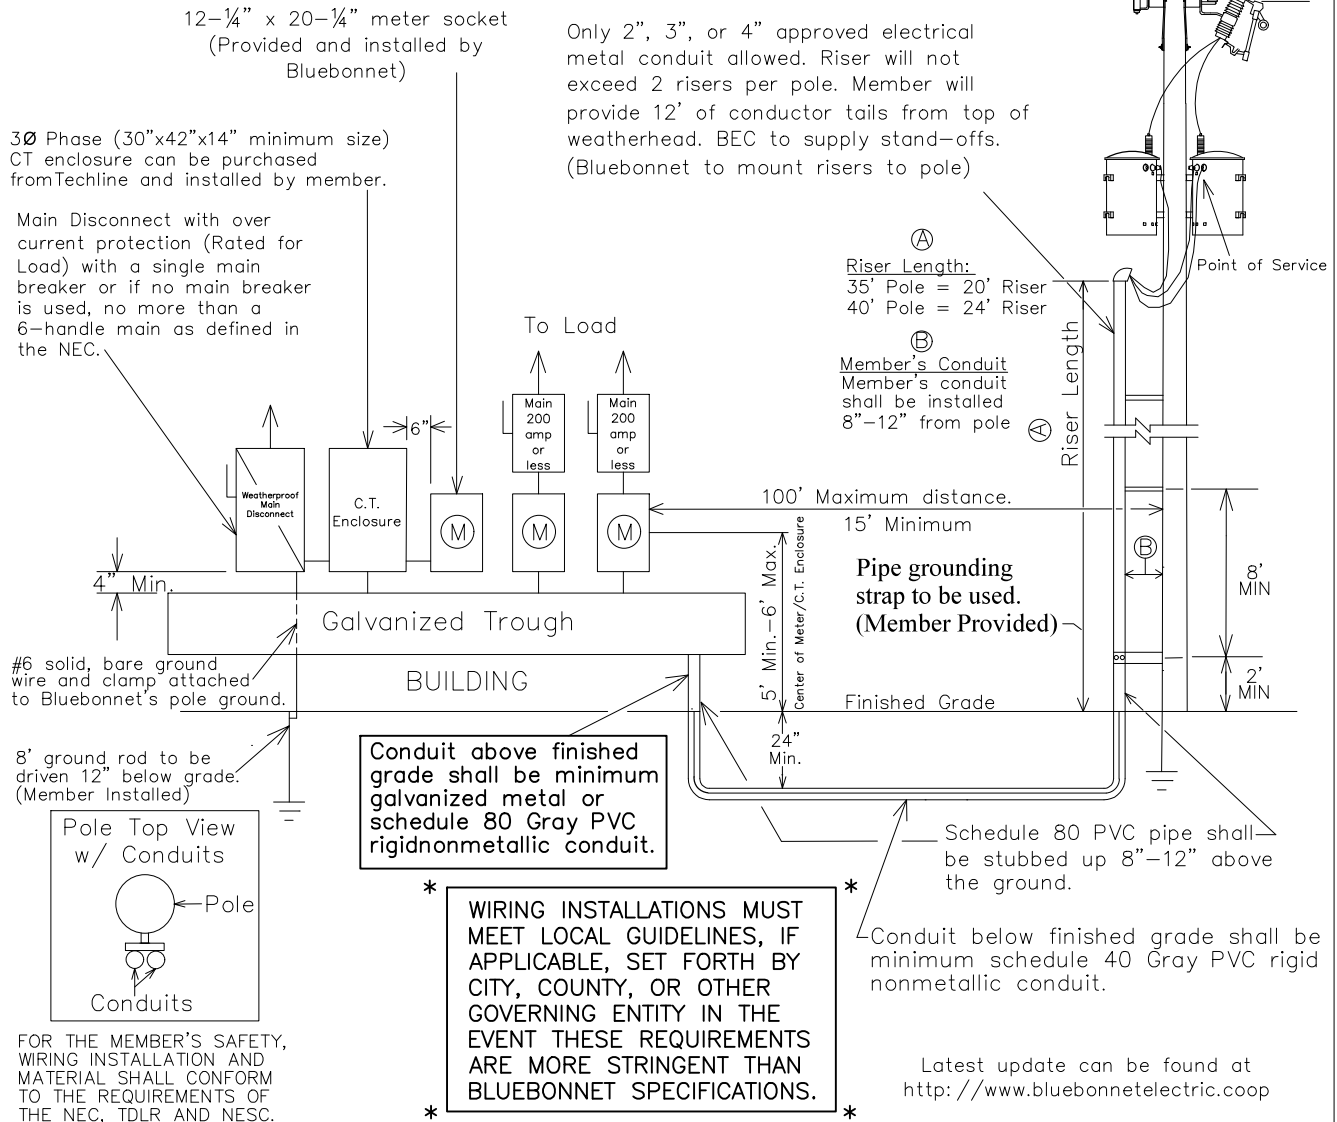 12-¼" x 20-¼" meter socket
(Provided and installed by
Bluebonnet)
Only 2", 3", or 4" approved electrical
metal conduit allowed. Riser will not
exceed 2 risers per pole. Member will
provide 12' of conductor tails from top of
weatherhead. BEC to supply stand-offs.
(Bluebonnet to mount risers to pole)
3Ø Phase (30"x42"x14" minimum size)
CT enclosure can be purchased
fromTechline and installed by member.
Main Disconnect with over
current protection (Rated for
Load) with a single main
breaker or if no main breaker
is used, no more than a
6-handle main as defined in
the NEC.
Point of Service
A
Riser Length:
35' Pole = 20' Riser
40' Pole = 24' Riser
B
Member's Conduit
Member's conduit
shall be installed
8"-12" from pole
A
Riser Length
To Load
Main
200
amp
or
less
Main
200
amp
or
less
6"
Weatherproof
Main
Disconnect
C.T.
Enclosure
M
M
M
100' Maximum distance.
15' Minimum
5' Min.-6' Max.
Center of Meter/C.T. Enclosure
Pipe grounding
strap to be used.
(Member Provided)
B
8'
MIN
2'
MIN
4" Min.
Galvanized Trough
BUILDING
#6 solid, bare ground
wire and clamp attached
to Bluebonnet's pole ground.
Finished Grade
24"
Min.
8' ground rod to be
driven 12" below grade.
(Member Installed)
Conduit above finished
grade shall be minimum
galvanized metal or
schedule 80 Gray PVC
rigidnonmetallic conduit.
Pole Top View
w/ Conduits
Pole
Conduits
Schedule 80 PVC pipe shall
be stubbed up 8"-12" above
the ground.
* *
WIRING INSTALLATIONS MUST
MEET LOCAL GUIDELINES, IF
APPLICABLE, SET FORTH BY
CITY, COUNTY, OR OTHER
GOVERNING ENTITY IN THE
EVENT THESE REQUIREMENTS
ARE MORE STRINGENT THAN
BLUEBONNET SPECIFICATIONS.
* *
Conduit below finished grade shall be
minimum schedule 40 Gray PVC rigid
nonmetallic conduit.
FOR THE MEMBER'S SAFETY,
WIRING INSTALLATION AND
MATERIAL SHALL CONFORM
TO THE REQUIREMENTS OF
THE NEC, TDLR AND NESC.
Latest update can be found at
http: //www.bluebonnetelectric.coop